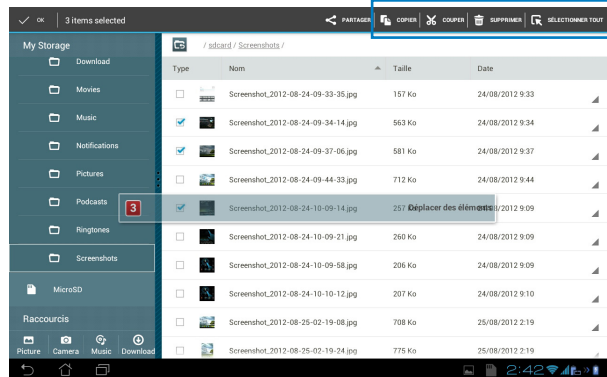 OK 3 items selected PARTAGER COPIER COUPER SUPPRIMER SÉLECTIONNER TOUT
My Storage
Download
Movies
Music
Notifications
Pictures
Podcasts
Ringtones
Screenshots
MicroSD
Raccourcis
Picture Camera Music Download
/ sdcard / Screenshots /
Type Nom Taille Date
Screenshot_2012-08-24-09-33-35.jpg 157 Ko 24/08/2012 9:33
Screenshot_2012-08-24-09-34-14.jpg 563 Ko 24/08/2012 9:34
Screenshot_2012-08-24-09-37-06.jpg 581 Ko 24/08/2012 9:37
Screenshot_2012-08-24-09-44-33.jpg 712 Ko 24/08/2012 9:44
3 Déplacer des éléments
Screenshot_2012-08-24-10-09-14.jpg 257 9:09
Screenshot_2012-08-24-10-09-21.jpg 260 Ko 24/08/2012 9:09
Screenshot_2012-08-24-10-09-58.jpg 206 Ko 24/08/2012 9:09
Screenshot_2012-08-24-10-10-12.jpg 207 Ko 24/08/2012 9:10
Screenshot_2012-08-25-02-19-08.jpg 708 Ko 25/08/2012 2:19
Screenshot_2012-08-25-02-19-24.jpg 775 Ko 25/08/2012 2:19
2:42